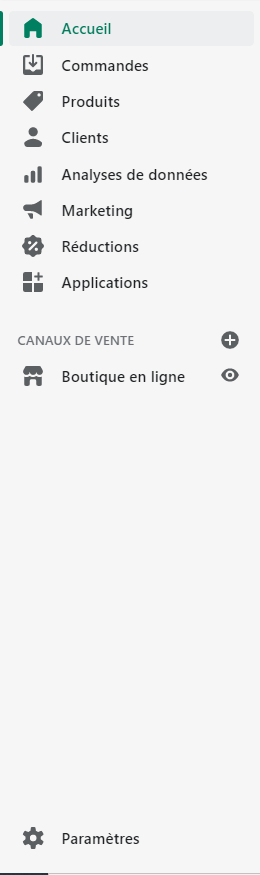 Accueil
Commandes
Produits
Clients
Analyses de données
Marketing
Réductions
Applications
CANAUX DE VENTE
Boutique en ligne
Paramètres